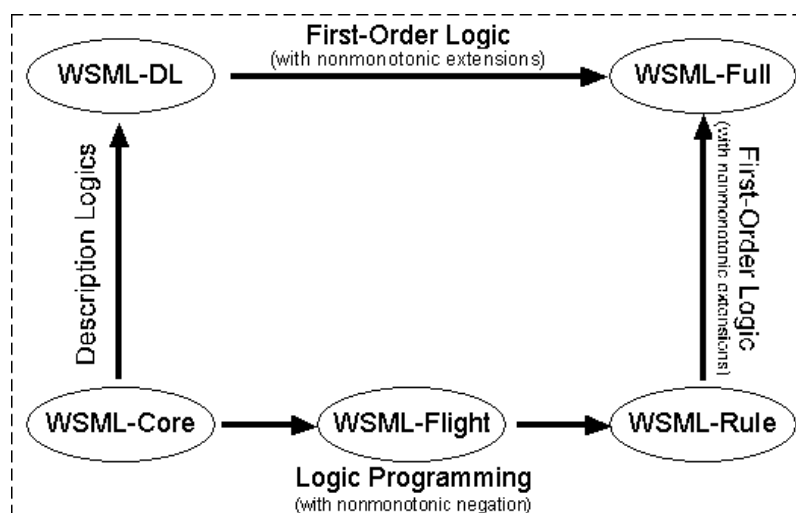 First-Order Logic
(with nonmonotonic extensions)
WSML-DL
WSML-Full
Description Logics
First-Order Logic
(with nonmonotonic extensions)
WSML-Core
WSML-Flight
WSML-Rule
Logic Programming
(with nonmonotonic negation)